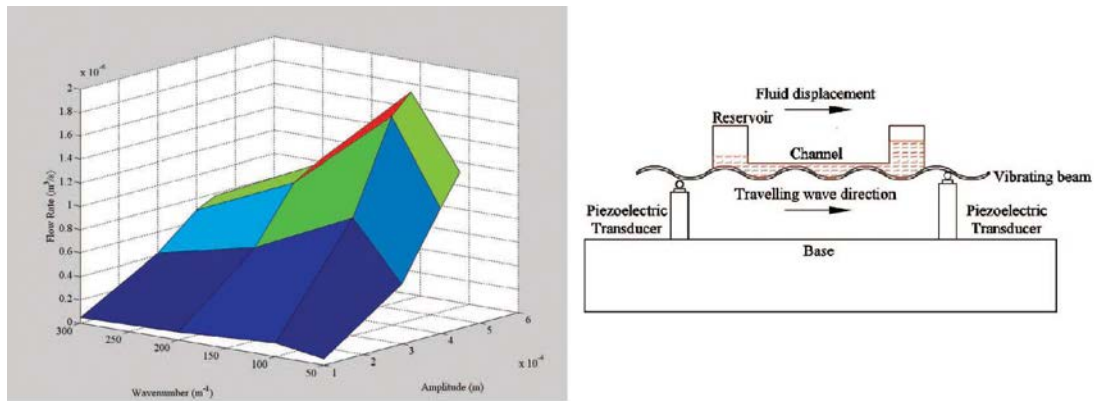 x 10⁻⁶
2
1.8
1.6
1.4
1.2
1
0.8
0.6
0.4
0.2
0
Flow Rate (m³/s)
300
250
200
150
100
50
Wavenumber (m⁻¹)
1
2
3
4
5
6
x 10⁻⁴
Amplitude (m)
Fluid displacement
Reservoir
Channel
Vibrating beam
Travelling wave direction
Piezoelectric
Transducer
Piezoelectric
Transducer
Base